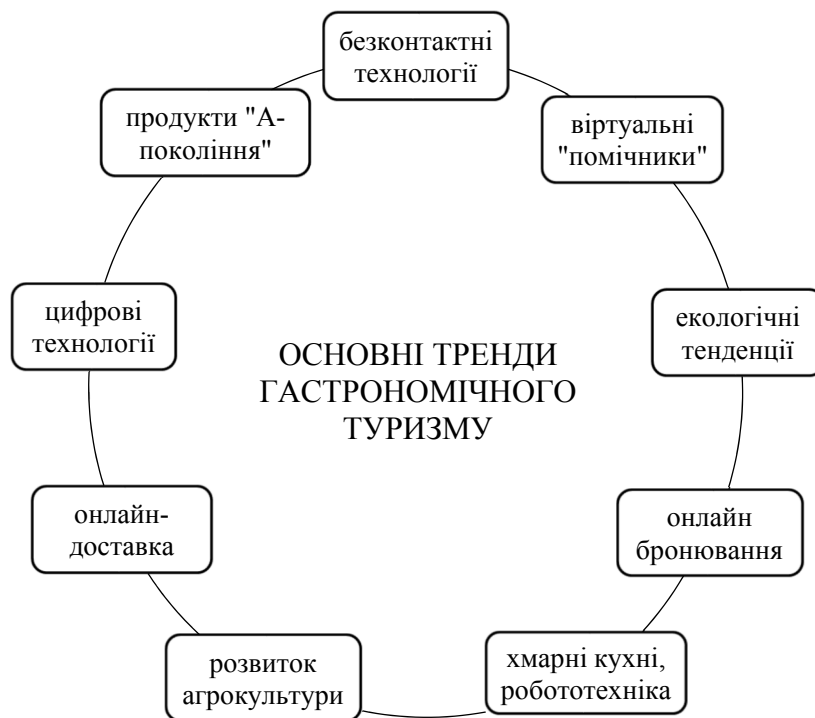 безконтактні
технології
віртуальні
"помічники"
екологічні
тенденції
онлайн
бронювання
хмарні кухні,
робототехніка
розвиток
агрокультури
онлайн-
доставка
цифрові
технології
продукти "А-
покоління"
ОСНОВНІ ТРЕНДИ
ГАСТРОНОМІЧНОГО
ТУРИЗМУ